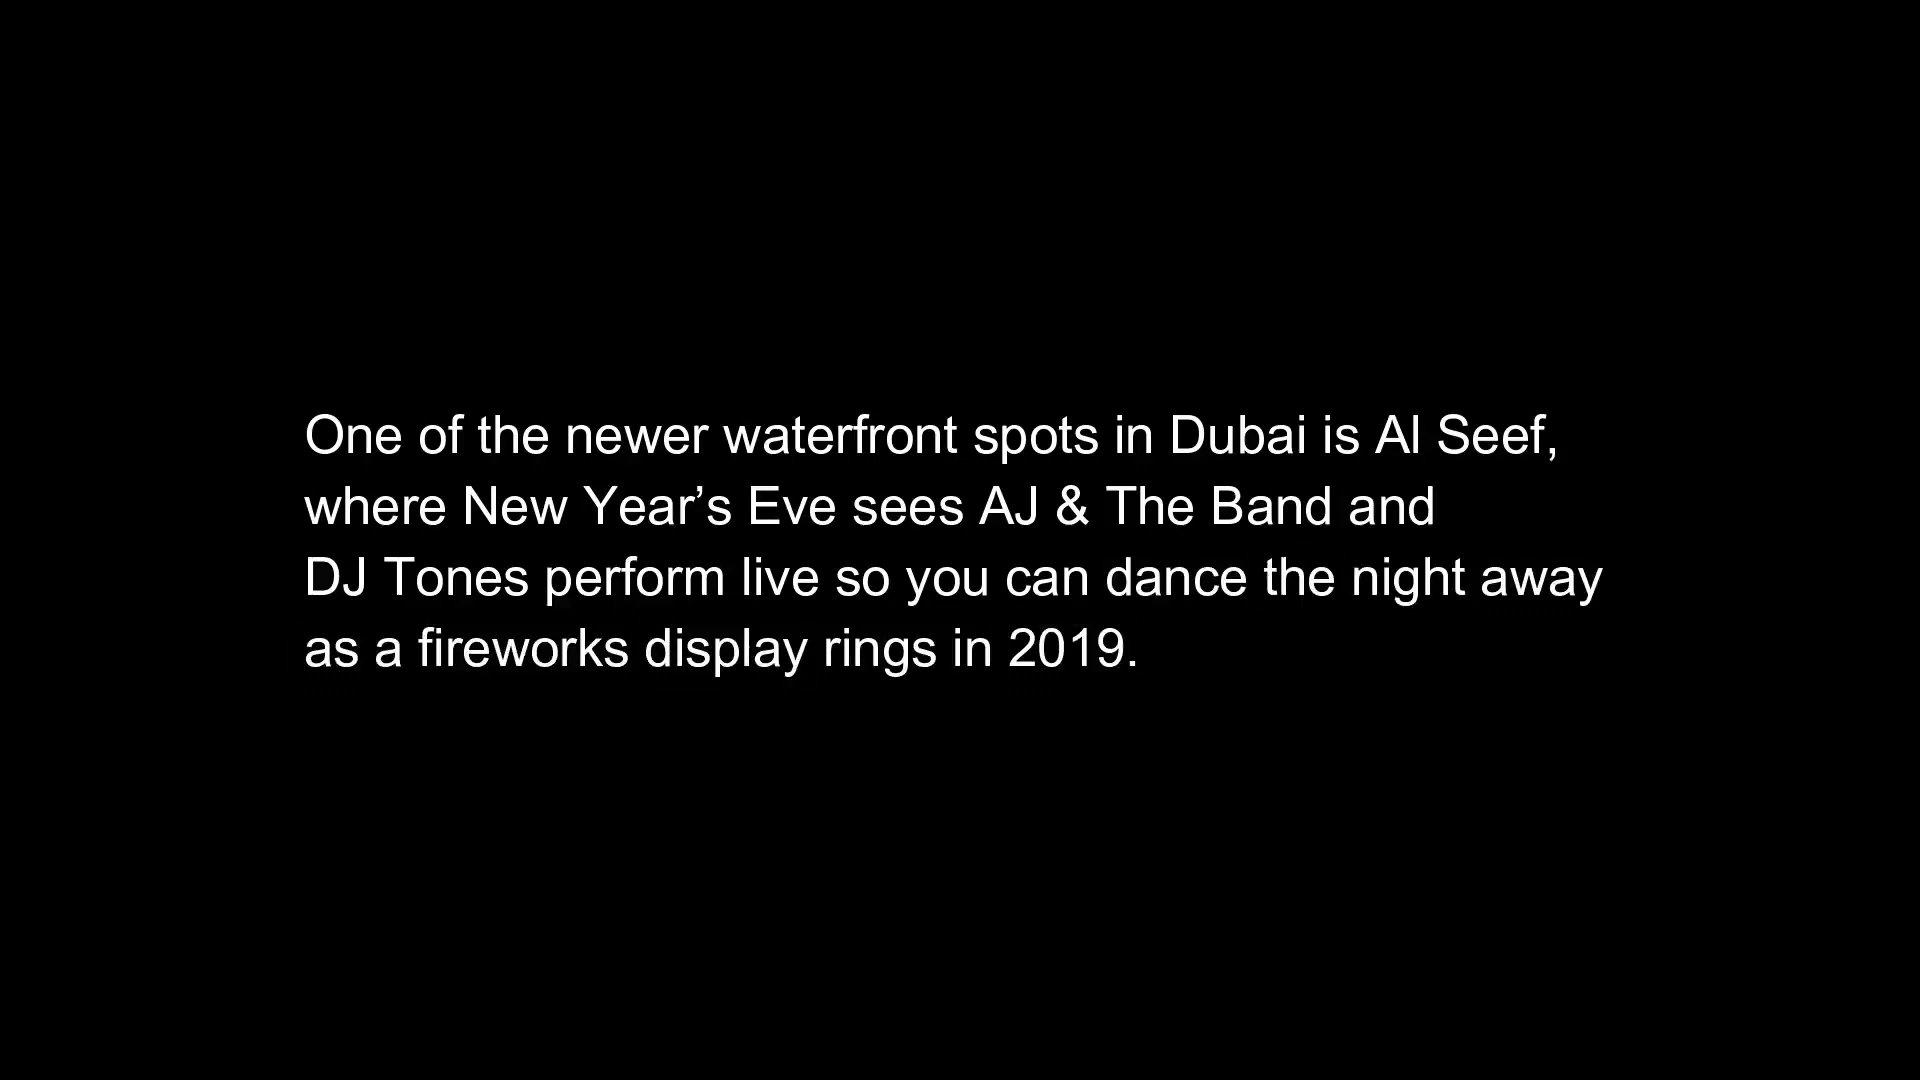 One of the newer waterfront spots in Dubai is Al Seef,
where New Year’s Eve sees AJ & The Band and
DJ Tones perform live so you can dance the night away
as a fireworks display rings in 2019.